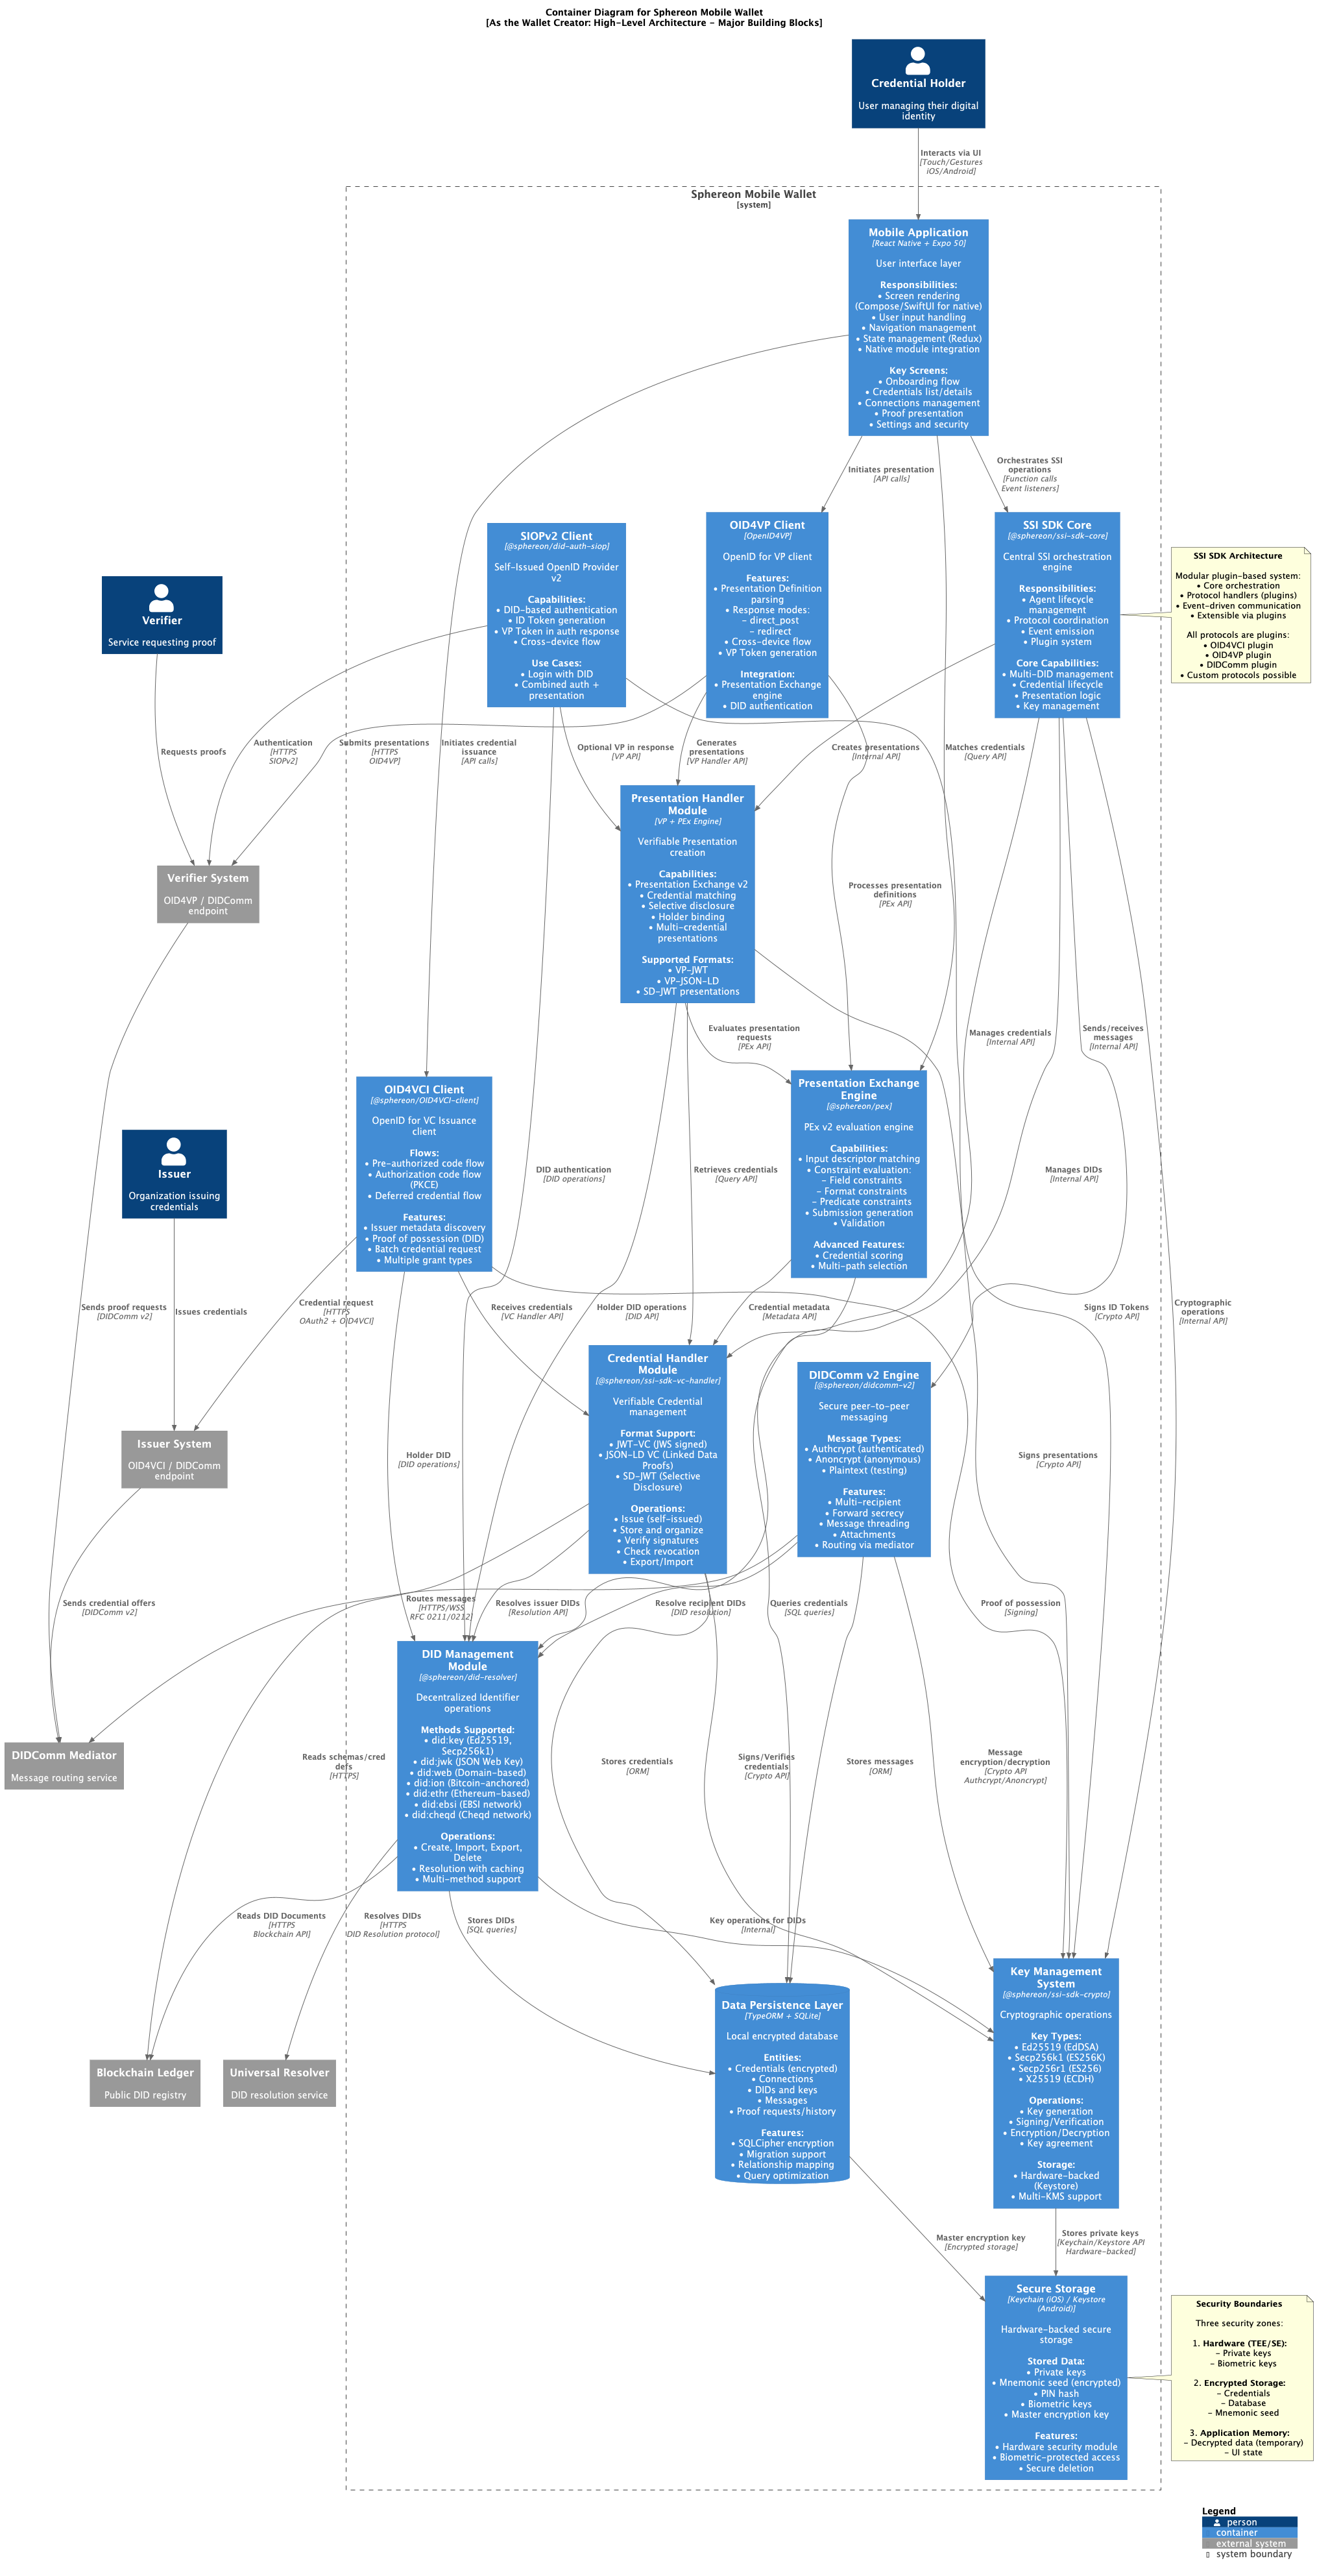 Container Diagram for Sphereon Mobile Wallet
[As the Wallet Creator: High-Level Architecture - Major Building Blocks]
Credential Holder
User managing their digital
identity
Interacts via UI
[Touch/Gestures
iOS/Android]
Sphereon Mobile Wallet
[system]
Mobile Application
[React Native + Expo 50]
User interface layer
Responsibilities:
• Screen rendering
(Compose/SwiftUI for native)
• User input handling
• Navigation management
• State management (Redux)
• Native module integration
Key Screens:
• Onboarding flow
• Credentials list/details
• Connections management
• Proof presentation
• Settings and security
Initiates presentation
[API calls]
Orchestrates SSI
operations
[Function calls
Event listeners]
SIOPv2 Client
[@sphereon/did-auth-siop]
Self-Issued OpenID Provider
v2
Capabilities:
• DID-based authentication
• ID Token generation
• VP Token in auth response
• Cross-device flow
Use Cases:
• Login with DID
• Combined auth +
presentation
OID4VP Client
[OpenID4VP]
OpenID for VP client
Features:
• Presentation Definition
parsing
• Response modes:
- direct_post
- redirect
• Cross-device flow
• VP Token generation
Integration:
• Presentation Exchange
engine
• DID authentication
SSI SDK Core
[@sphereon/ssi-sdk-core]
Central SSI orchestration
engine
Responsibilities:
• Agent lifecycle
management
• Protocol coordination
• Event emission
• Plugin system
Core Capabilities:
• Multi-DID management
• Credential lifecycle
• Presentation logic
• Key management
SSI SDK Architecture
Modular plugin-based system:
• Core orchestration
• Protocol handlers (plugins)
• Event-driven communication
• Extensible via plugins
All protocols are plugins:
• OID4VCI plugin
• OID4VP plugin
• DIDComm plugin
• Custom protocols possible
Verifier
Service requesting proof
Requests proofs
Authentication
[HTTPS
SIOPv2]
Submits presentations
[HTTPS
OID4VP]
Initiates credential
issuance
[API calls]
Optional VP in response
[VP API]
Generates
presentations
[VP Handler API]
Creates presentations
[Internal API]
Matches credentials
[Query API]
Presentation Handler
Module
[VP + PEx Engine]
Verifiable Presentation
creation
Capabilities:
• Presentation Exchange v2
• Credential matching
• Selective disclosure
• Holder binding
• Multi-credential
presentations
Supported Formats:
• VP-JWT
• VP-JSON-LD
• SD-JWT presentations
Verifier System
OID4VP / DIDComm
endpoint
Processes presentation
definitions
[PEx API]
Evaluates presentation
requests
[PEx API]
Manages credentials
[Internal API]
Sends/receives
messages
[Internal API]
OID4VCI Client
[@sphereon/OID4VCI-client]
OpenID for VC Issuance
client
Flows:
• Pre-authorized code flow
• Authorization code flow
(PKCE)
• Deferred credential flow
Features:
• Issuer metadata discovery
• Proof of possession (DID)
• Batch credential request
• Multiple grant types
Presentation Exchange
Engine
[@sphereon/pex]
PEx v2 evaluation engine
Capabilities:
• Input descriptor matching
• Constraint evaluation:
- Field constraints
- Format constraints
- Predicate constraints
• Submission generation
• Validation
Advanced Features:
• Credential scoring
• Multi-path selection
Issuer
Organization issuing
credentials
DID authentication
[DID operations]
Retrieves credentials
[Query API]
Manages DIDs
[Internal API]
Sends proof requests
[DIDComm v2]
Issues credentials
Credential request
[HTTPS
OAuth2 + OID4VCI]
Receives credentials
[VC Handler API]
Holder DID operations
[DID API]
Credential metadata
[Metadata API]
Signs ID Tokens
[Crypto API]
Cryptographic
operations
[Internal API]
Credential Handler
Module
[@sphereon/ssi-sdk-vc-handler]
Verifiable Credential
management
Format Support:
• JWT-VC (JWS signed)
• JSON-LD VC (Linked Data
Proofs)
• SD-JWT (Selective
Disclosure)
Operations:
• Issue (self-issued)
• Store and organize
• Verify signatures
• Check revocation
• Export/Import
DIDComm v2 Engine
[@sphereon/didcomm-v2]
Secure peer-to-peer
messaging
Message Types:
• Authcrypt (authenticated)
• Anoncrypt (anonymous)
• Plaintext (testing)
Features:
• Multi-recipient
• Forward secrecy
• Message threading
• Attachments
• Routing via mediator
Issuer System
OID4VCI / DIDComm
endpoint
Holder DID
[DID operations]
Signs presentations
[Crypto API]
Sends credential offers
[DIDComm v2]
Routes messages
[HTTPS/WSS
RFC 0211/0212]
Resolves issuer DIDs
[Resolution API]
Resolve recipient DIDs
[DID resolution]
Queries credentials
[SQL queries]
Proof of possession
[Signing]
DID Management
Module
[@sphereon/did-resolver]
Decentralized Identifier
operations
Methods Supported:
• did:key (Ed25519,
Secp256k1)
• did:jwk (JSON Web Key)
• did:web (Domain-based)
• did:ion (Bitcoin-anchored)
• did:ethr (Ethereum-based)
• did:ebsi (EBSI network)
• did:cheqd (Cheqd network)
Operations:
• Create, Import, Export,
Delete
• Resolution with caching
• Multi-method support
DIDComm Mediator
Message routing service
Reads schemas/cred
defs
[HTTPS]
Stores credentials
[ORM]
Signs/Verifies
credentials
[Crypto API]
Stores messages
[ORM]
Message
encryption/decryption
[Crypto API
Authcrypt/Anoncrypt]
Reads DID Documents
[HTTPS
Blockchain API]
Resolves DIDs
[HTTPS
DID Resolution protocol]
Stores DIDs
[SQL queries]
Key operations for DIDs
[Internal]
Blockchain Ledger
Public DID registry
Universal Resolver
DID resolution service
Data Persistence Layer
[TypeORM + SQLite]
Local encrypted database
Entities:
• Credentials (encrypted)
• Connections
• DIDs and keys
• Messages
• Proof requests/history
Features:
• SQLCipher encryption
• Migration support
• Relationship mapping
• Query optimization
Key Management
System
[@sphereon/ssi-sdk-crypto]
Cryptographic operations
Key Types:
• Ed25519 (EdDSA)
• Secp256k1 (ES256K)
• Secp256r1 (ES256)
• X25519 (ECDH)
Operations:
• Key generation
• Signing/Verification
• Encryption/Decryption
• Key agreement
Storage:
• Hardware-backed
(Keystore)
• Multi-KMS support
Master encryption key
[Encrypted storage]
Stores private keys
[Keychain/Keystore API
Hardware-backed]
Secure Storage
[Keychain (iOS) / Keystore
(Android)]
Hardware-backed secure
storage
Stored Data:
• Private keys
• Mnemonic seed (encrypted)
• PIN hash
• Biometric keys
• Master encryption key
Features:
• Hardware security module
• Biometric-protected access
• Secure deletion
Security Boundaries
Three security zones:
1. Hardware (TEE/SE):
- Private keys
- Biometric keys
2. Encrypted Storage:
- Credentials
- Database
- Mnemonic seed
3. Application Memory:
- Decrypted data (temporary)
- UI state
Legend
person
container
external system
system boundary